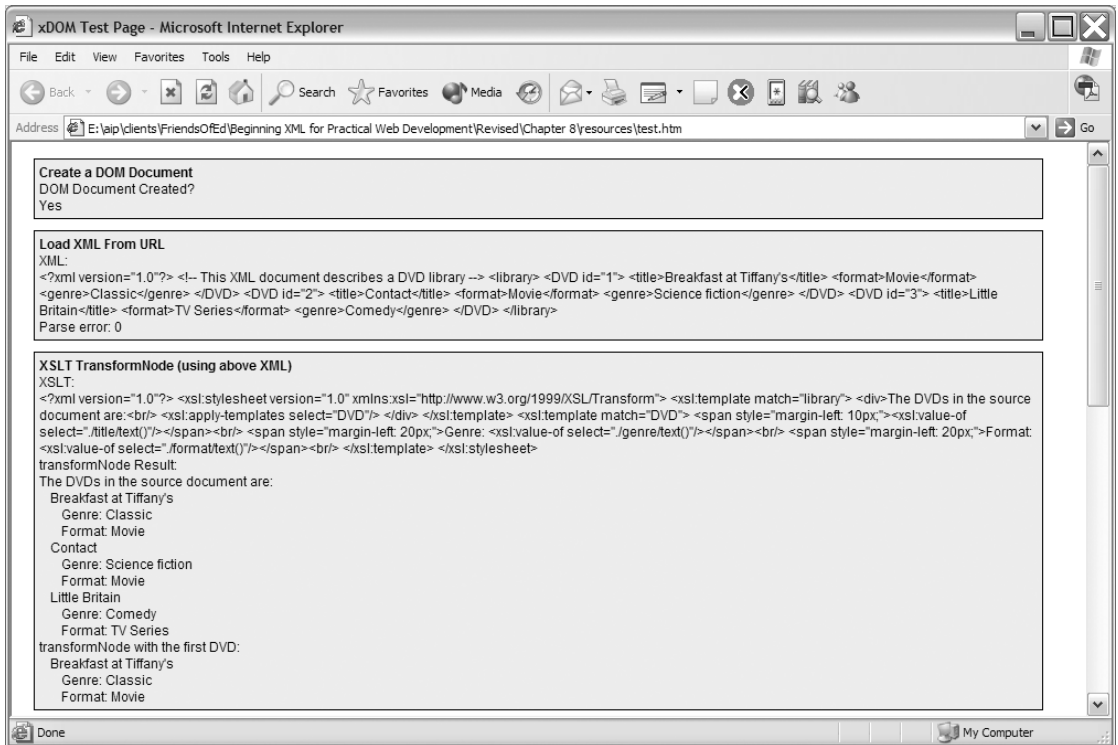 xDOM Test Page - Microsoft Internet Explorer
File Edit View Favorites Tools Help
Back Search Favorites Media
Address E:\aip\clients\FriendsOfEd\Beginning XML for Practical Web Development\Revised\Chapter 8\resources\test.htm Go
Create a DOM Document
DOM Document Created?
Yes
Load XML From URL
XML:
<?xml version="1.0"?> <!-- This XML document describes a DVD library --> <library> <DVD id="1"> <title>Breakfast at Tiffany's</title> <format>Movie</format>
<genre>Classic</genre> </DVD> <DVD id="2"> <title>Contact</title> <format>Movie</format> <genre>Science fiction</genre> </DVD> <DVD id="3"> <title>Little
Britain</title> <format>TV Series</format> <genre>Comedy</genre> </DVD> </library>
Parse error: 0
XSLT TransformNode (using above XML)
XSLT:
<?xml version="1.0"?> <xsl:stylesheet version="1.0" xmlns:xsl="http://www.w3.org/1999/XSL/Transform"> <xsl:template match="library"> <div>The DVDs in the source
document are:<br/> <xsl:apply-templates select="DVD"/> </div> </xsl:template> <xsl:template match="DVD"> <span style="margin-left: 10px;"><xsl:value-of
select="./title/text()"/></span><br/> <span style="margin-left: 20px;">Genre: <xsl:value-of select="./genre/text()"/></span><br/> <span style="margin-left: 20px;">Format:
<xsl:value-of select="./format/text()"/></span><br/> </xsl:template> </xsl:stylesheet>
transformNode Result:
The DVDs in the source document are:
Breakfast at Tiffany's
Genre: Classic
Format: Movie
Contact
Genre: Science fiction
Format: Movie
Little Britain
Genre: Comedy
Format: TV Series
transformNode with the first DVD:
Breakfast at Tiffany's
Genre: Classic
Format: Movie
Done My Computer